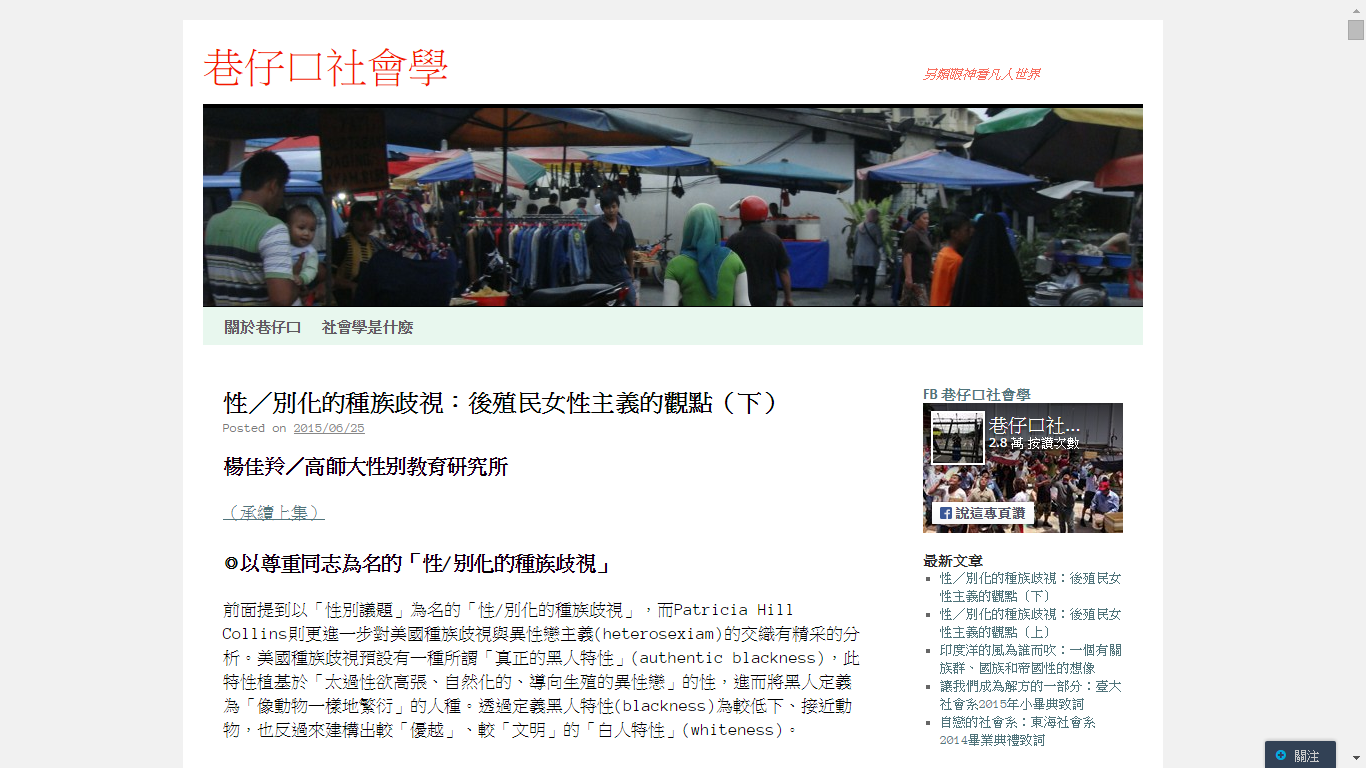 巷仔口社會學
另類眼神看凡人世界
關於巷仔口 社會學是什麼
性／別化的種族歧視：後殖民女性主義的觀點（下）
Posted on 2015/06/25
楊佳羚／高師大性別教育研究所
（承續上集）
◎以尊重同志為名的「性/別化的種族歧視」
前面提到以「性別議題」為名的「性/別化的種族歧視」，而Patricia Hill
Collins則更進一步對美國種族歧視與異性戀主義(heterosexiam)的交織有精采的分
析。美國種族歧視預設有一種所謂「真正的黑人特性」(authentic blackness)，此
特性植基於「太過性欲高張、自然化的、導向生殖的異性戀」的性，進而將黑人定義
為「像動物一樣地繁衍」的人種。透過定義黑人特性(blackness)為較低下、接近動
物，也反過來建構出較「優越」、較「文明」的「白人特性」(whiteness)。
FB 巷仔口社會學
巷仔口社...
2.8 萬 按讚次數
說這專頁讚
最新文章
性／別化的種族歧視：後殖民女
性主義的觀點（下）
性／別化的種族歧視：後殖民女
性主義的觀點（上）
印度洋的風為誰而吹：一個有關
族群、國族和帝國性的想像
讓我們成為解方的一部分：臺大
社會系2015年小畢典致詞
自戀的社會系：東海社會系
2014畢業典禮致詞
關注